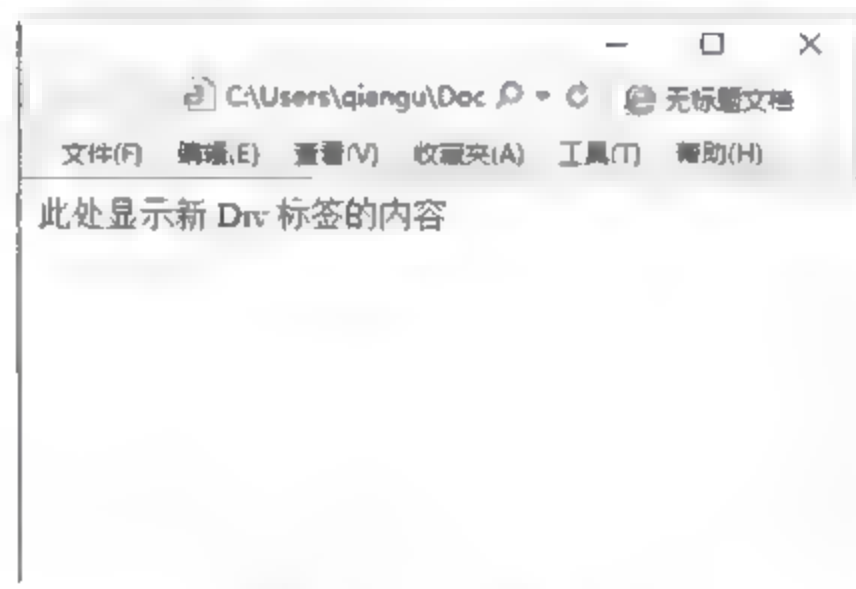 C:\Users\qiangu\Doc 无标题文档
文件(F) 编辑(E) 查看(V) 收藏夹(A) 工具(T) 帮助(H)
此处显示新 Div 标签的内容